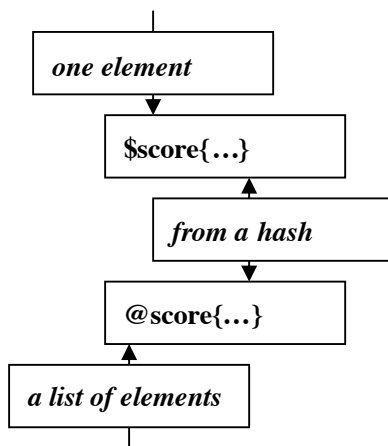 one element
$score{…}
from a hash
@score{…}
a list of elements